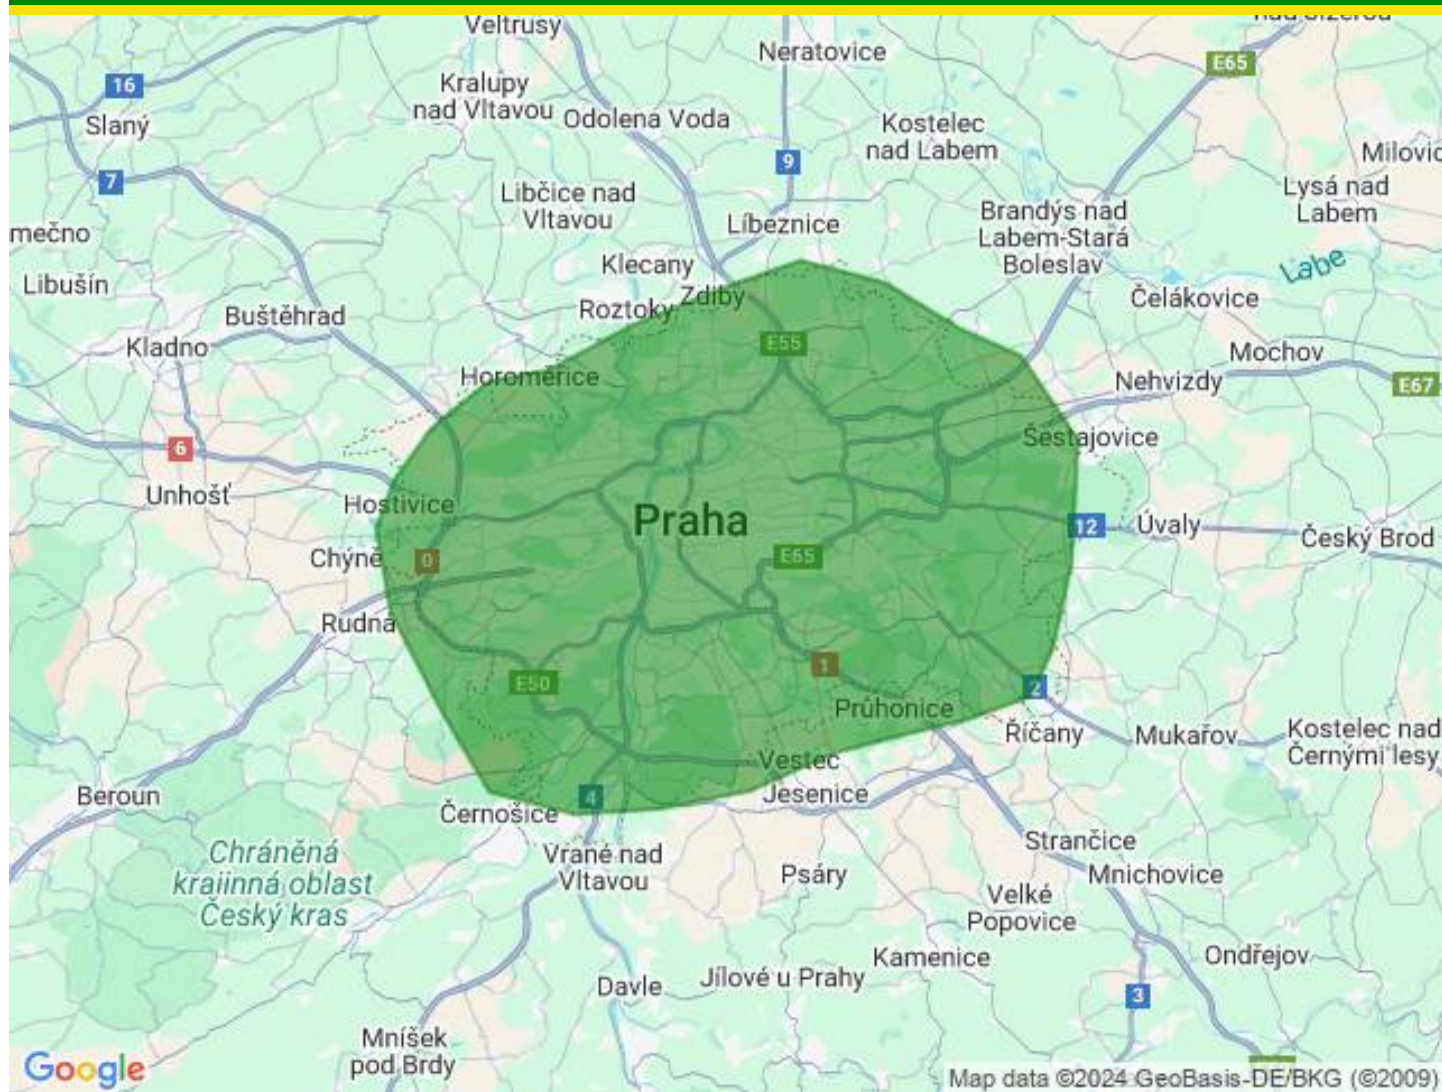 Veltrusy
Neratovice
E65
16
Kralupy
nad Vltavou
Odolena Voda
Slaný
Kostelec
nad Labem
9
Milovic
7
Libčice nad
Vltavou
Lysá nad
Labem
Brandýs nad
Labem-Stará
Boleslav
mečno
Líbeznice
Klecany
Labe
Libušín
Roztoky
Zdiby
Čelákovice
Buštěhrad
Kladno
E55
Mochov
Horoměřice
Nehvizdy
E67
6
Šestajovice
Unhošť
Hostivice
Praha
12
Úvaly
Český Brod
Chýně
0
E65
Rudná
1
E50
2
Průhonice
Říčany
Mukařov
Kostelec nad
Černými lesy
Vestec
Beroun
4
Jesenice
Černošice
Strančice
Chráněná
krajinná oblast
Český kras
Vrané nad
Vltavou
Psáry
Mnichovice
Velké
Popovice
Kamenice
Ondřejov
Davle
Jílové u Prahy
3
Mníšek
pod Brdy
Google
Map data ©2024 GeoBasis-DE/BKG (©2009)